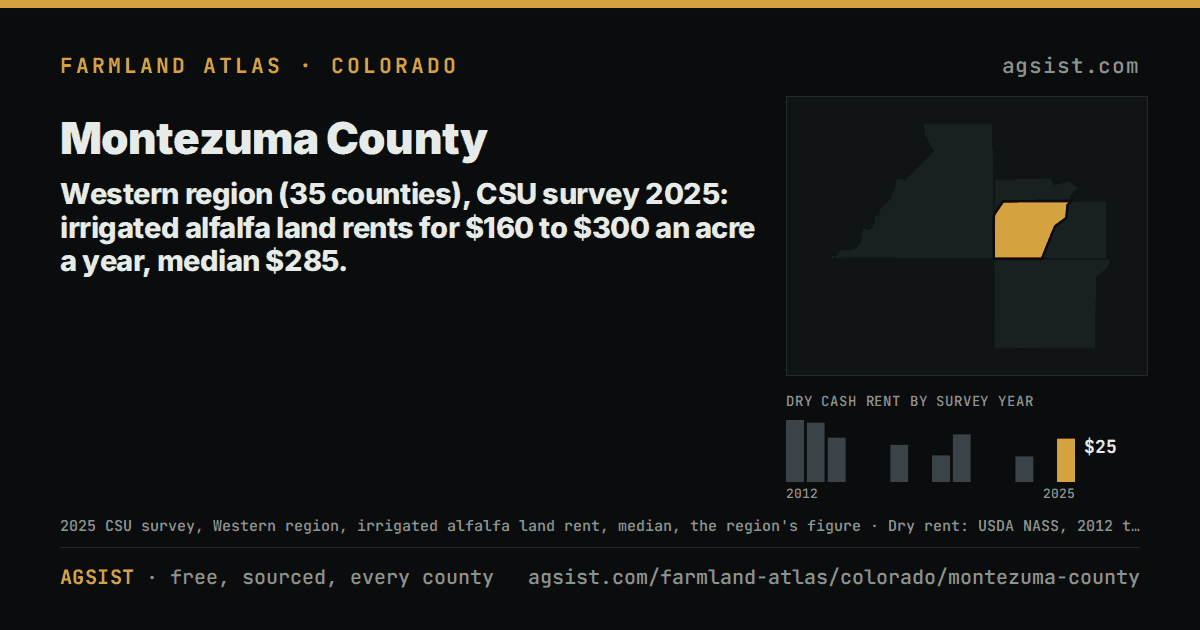 FARMLAND ATLAS · COLORADO
agsist.com
Montezuma County
Western region (35 counties), CSU survey 2025:
irrigated alfalfa land rents for $160 to $300 an acre
a year, median $285.
DRY CASH RENT BY SURVEY YEAR
$25
2012
2025
2025 CSU survey, Western region, irrigated alfalfa land rent, median, the region's figure · Dry rent: USDA NASS, 2012 t…
AGSIST · free, sourced, every county
agsist.com/farmland-atlas/colorado/montezuma-county